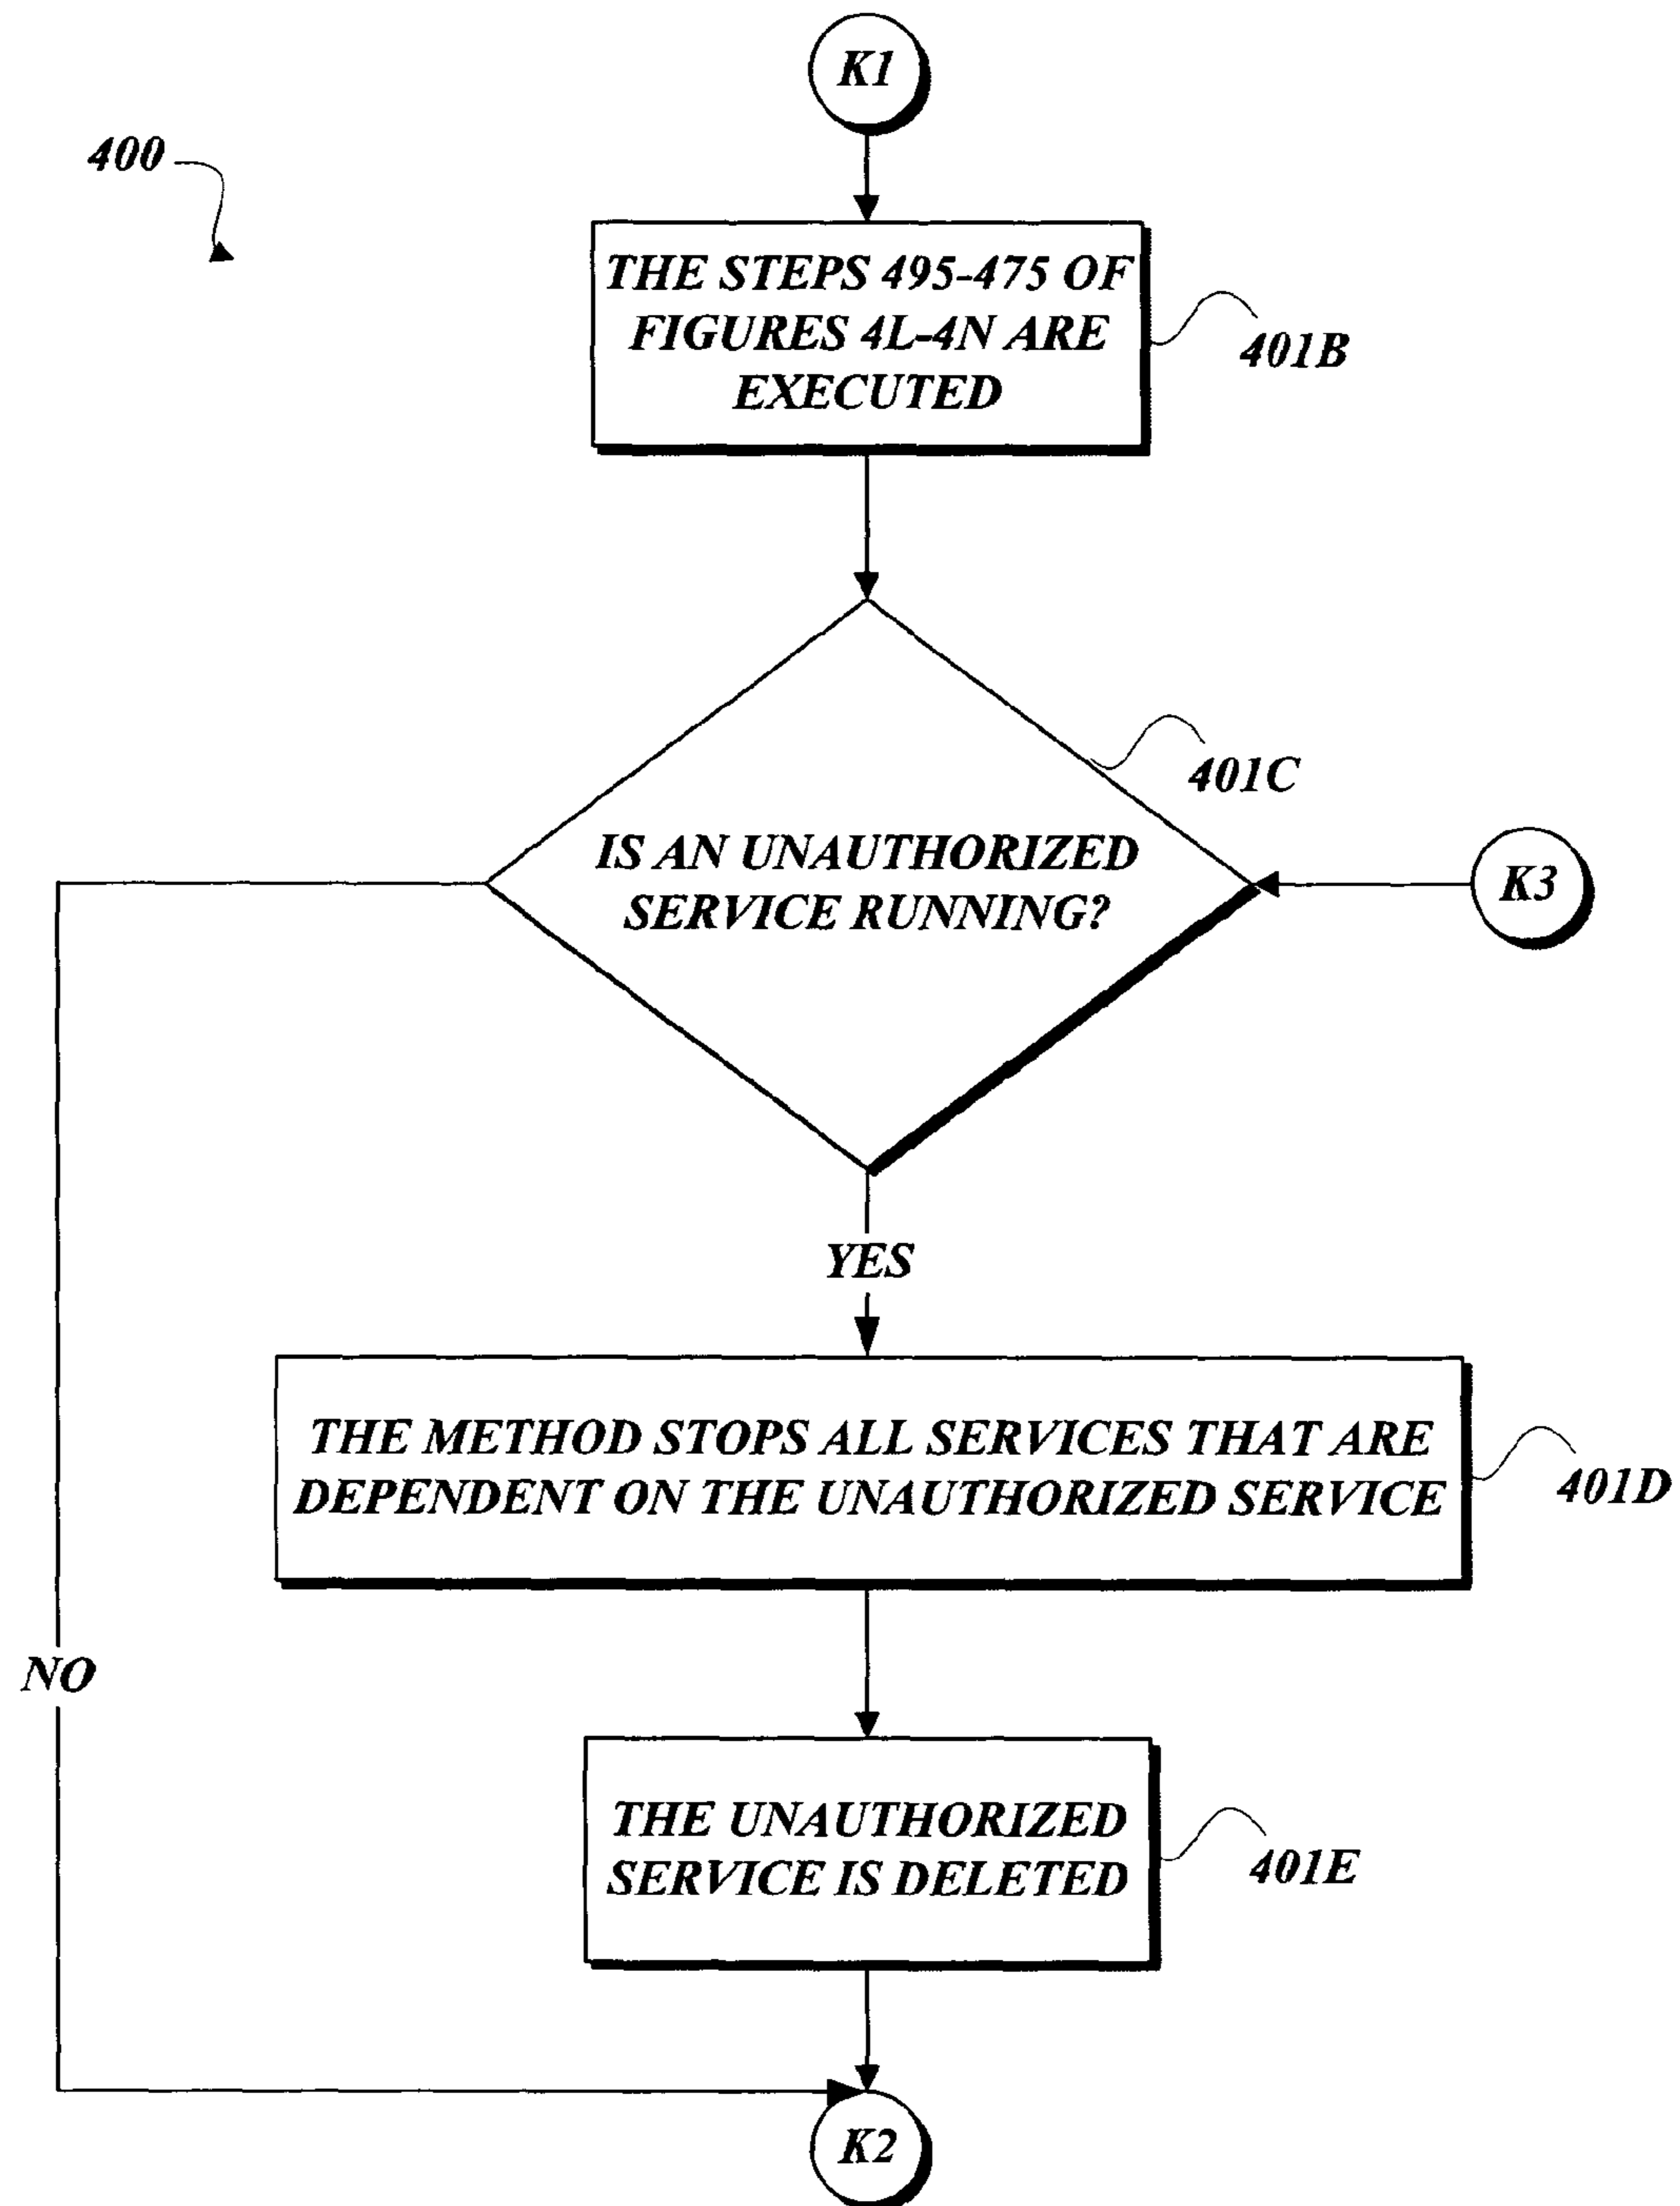 K1
400
THE STEPS 495-475 OF
FIGURES 4L-4N ARE
EXECUTED
401B
401C
IS AN UNAUTHORIZED
SERVICE RUNNING?
K3
YES
THE METHOD STOPS ALL SERVICES THAT ARE
DEPENDENT ON THE UNAUTHORIZED SERVICE
401D
NO
THE UNAUTHORIZED
SERVICE IS DELETED
401E
K2